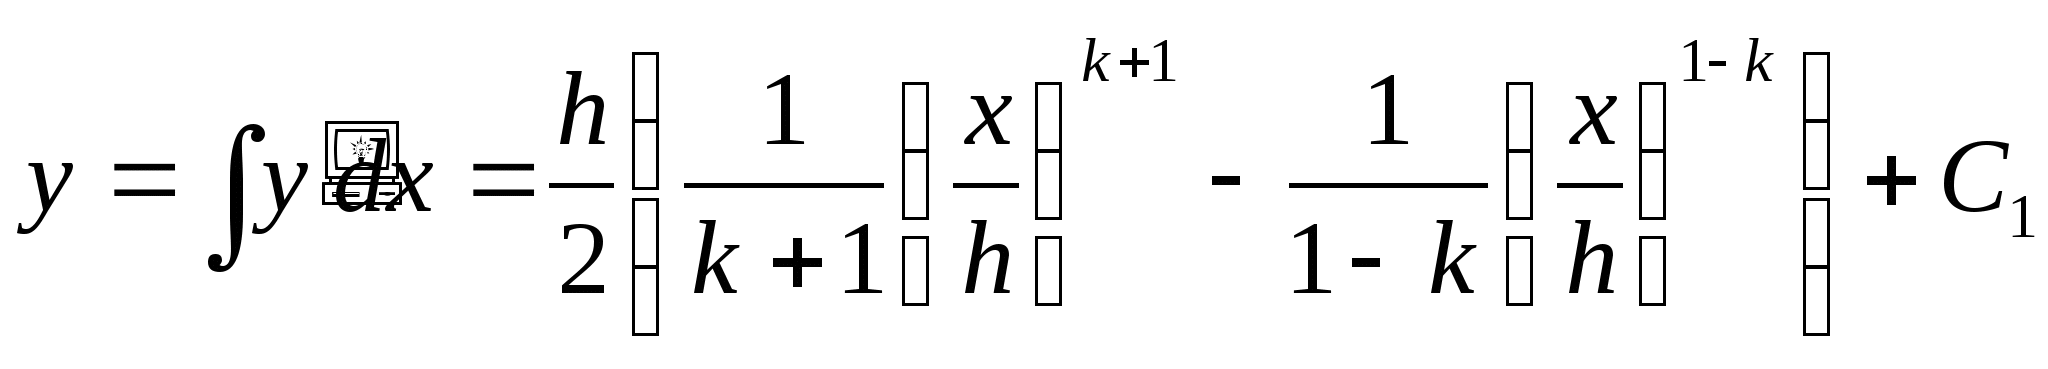 y = ∫y′dx = h/2 [ 1/(k+1) (x/h)^(k+1) - 1/(1-k) (x/h)^(1-k) ] + C₁